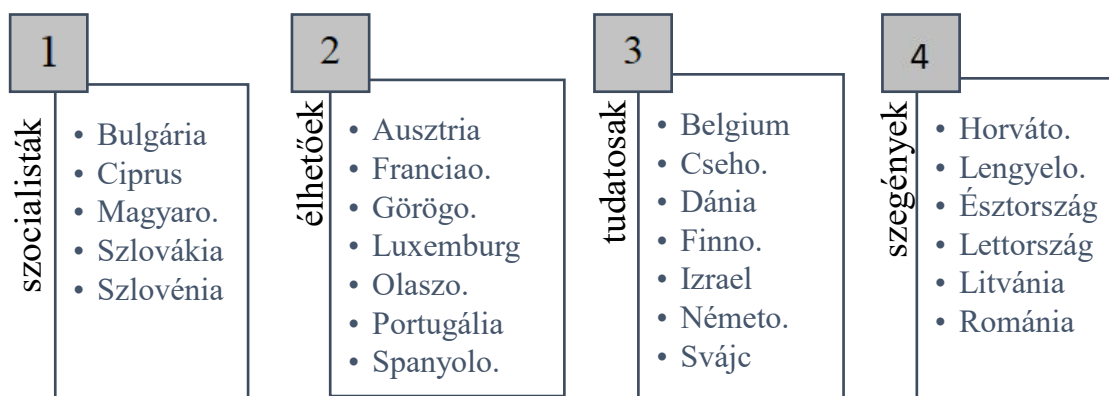 1
szocialisták
• Bulgária
• Ciprus
• Magyaro.
• Szlovákia
• Szlovénia
2
élhetőek
• Ausztria
• Franciao.
• Görögo.
• Luxemburg
• Olaszo.
• Portugália
• Spanyolo.
3
tudatosak
• Belgium
• Cseho.
• Dánia
• Finno.
• Izrael
• Németo.
• Svájc
4
szegények
• Horváto.
• Lengyelo.
• Észtország
• Lettország
• Litvánia
• Románia